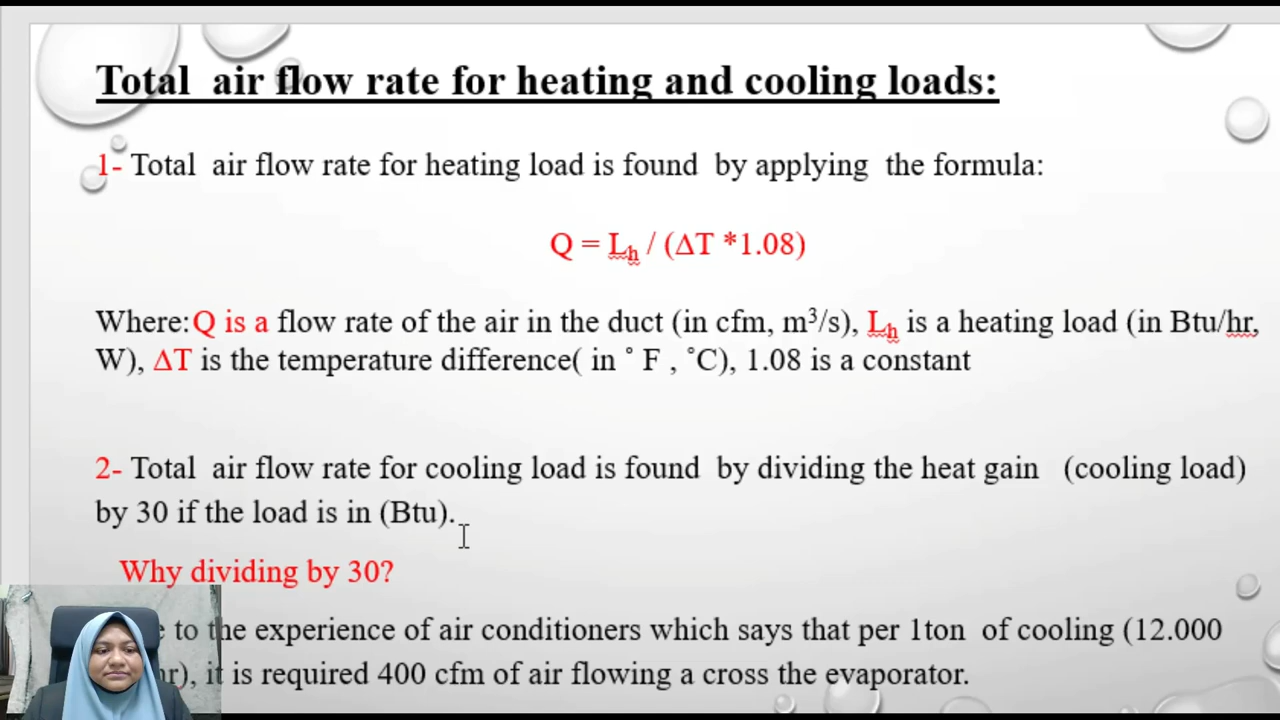 Total air flow rate for heating and cooling loads:
1- Total air flow rate for heating load is found by applying the formula:
Q = Lₕ / (ΔT *1.08)
Where: Q is a flow rate of the air in the duct (in cfm, m³/s), Lₕ is a heating load (in Btu/hr,
W), ΔT is the temperature difference( in ˚ F , ˚C), 1.08 is a constant
2- Total air flow rate for cooling load is found by dividing the heat gain (cooling load)
by 30 if the load is in (Btu).
Why dividing by 30?
to the experience of air conditioners which says that per 1ton of cooling (12.000
it is required 400 cfm of air flowing a cross the evaporator.